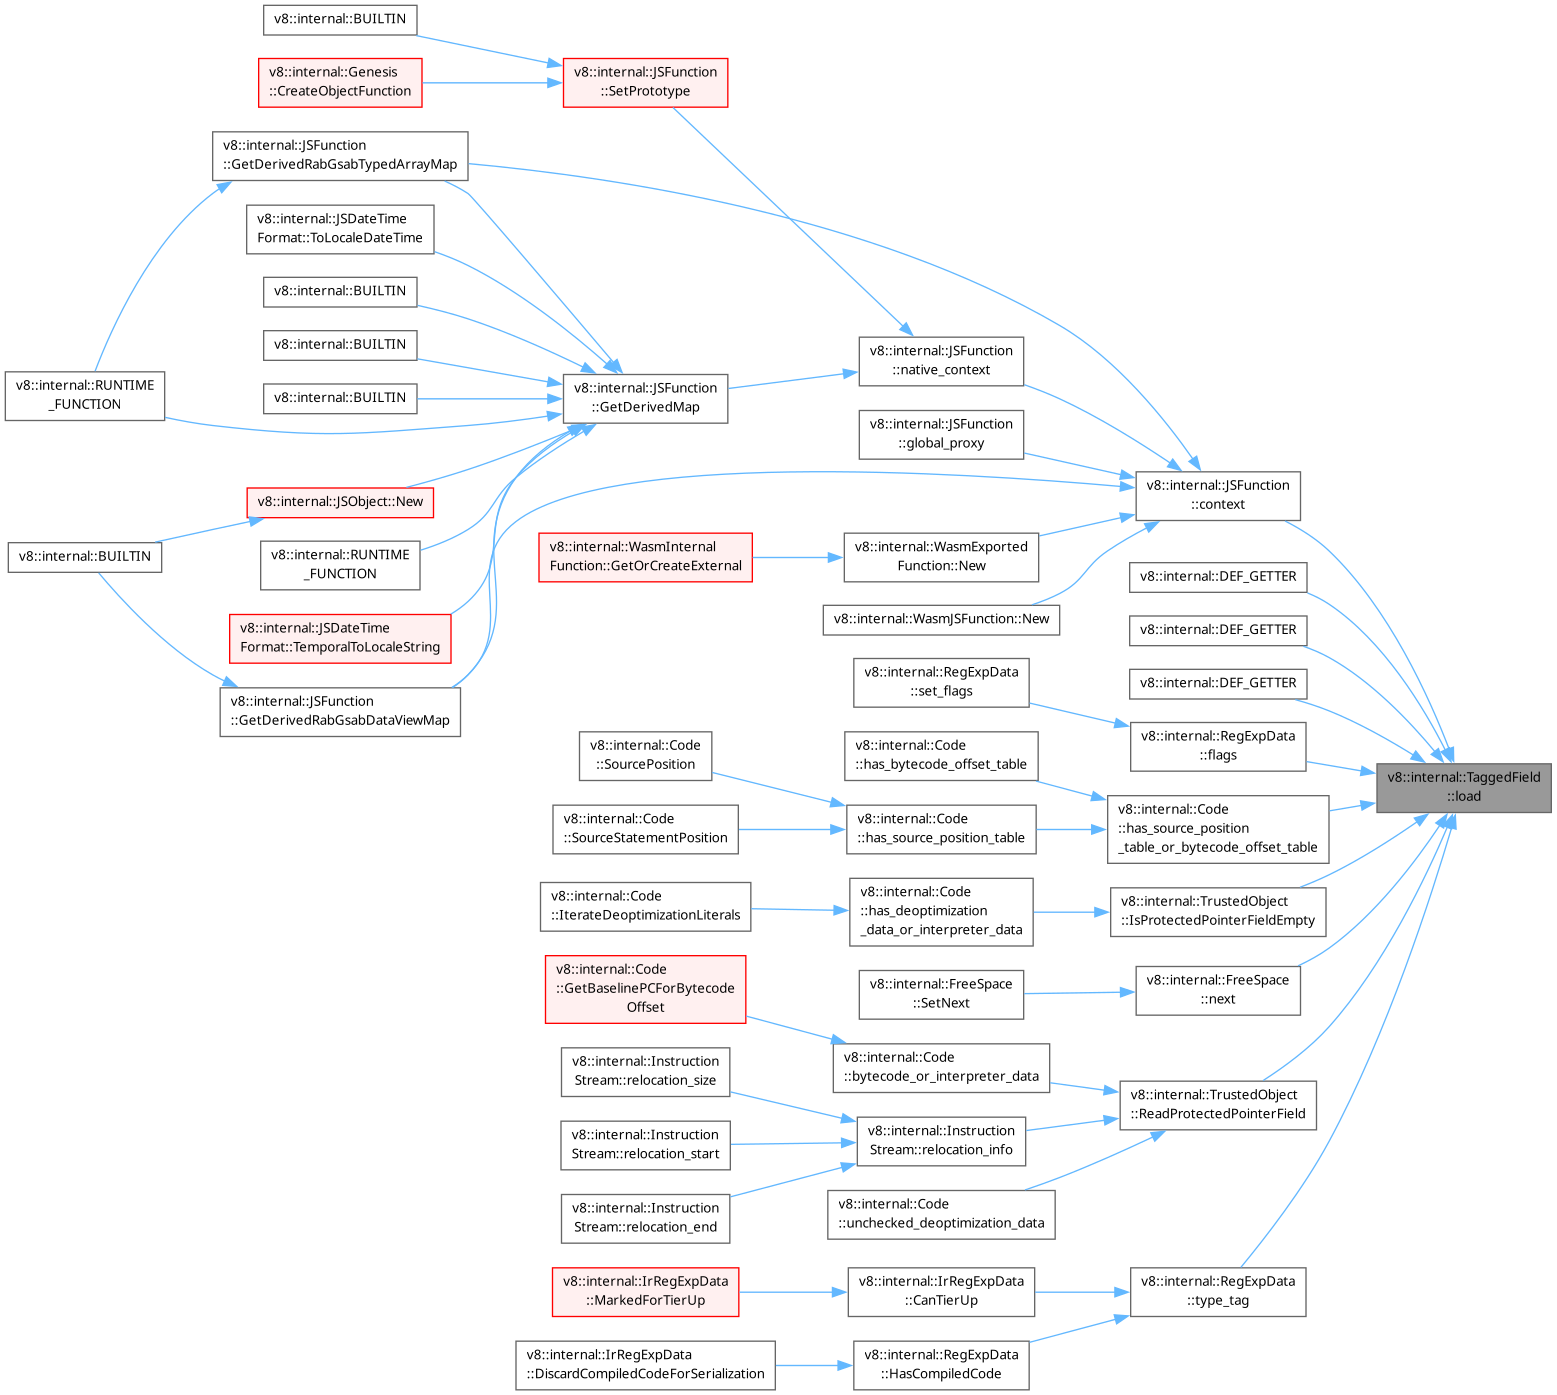 v8::internal::BUILTIN
v8::internal::Genesis
::CreateObjectFunction
v8::internal::JSFunction
::SetPrototype
v8::internal::JSFunction
::GetDerivedRabGsabTypedArrayMap
v8::internal::JSDateTime
Format::ToLocaleDateTime
v8::internal::BUILTIN
v8::internal::BUILTIN
v8::internal::BUILTIN
v8::internal::RUNTIME
_FUNCTION
v8::internal::JSFunction
::GetDerivedMap
v8::internal::JSFunction
::native_context
v8::internal::JSFunction
::global_proxy
v8::internal::JSFunction
::context
v8::internal::JSObject::New
v8::internal::BUILTIN
v8::internal::RUNTIME
_FUNCTION
v8::internal::WasmInternal
Function::GetOrCreateExternal
v8::internal::WasmExported
Function::New
v8::internal::WasmJSFunction::New
v8::internal::JSDateTime
Format::TemporalToLocaleString
v8::internal::JSFunction
::GetDerivedRabGsabDataViewMap
v8::internal::DEF_GETTER
v8::internal::DEF_GETTER
v8::internal::DEF_GETTER
v8::internal::RegExpData
::set_flags
v8::internal::RegExpData
::flags
v8::internal::TaggedField
::load
v8::internal::Code
::SourcePosition
v8::internal::Code
::has_bytecode_offset_table
v8::internal::Code
::SourceStatementPosition
v8::internal::Code
::has_source_position_table
v8::internal::Code
::has_source_position
_table_or_bytecode_offset_table
v8::internal::Code
::IterateDeoptimizationLiterals
v8::internal::Code
::has_deoptimization
_data_or_interpreter_data
v8::internal::TrustedObject
::IsProtectedPointerFieldEmpty
v8::internal::Code
::GetBaselinePCForBytecode
Offset
v8::internal::FreeSpace
::SetNext
v8::internal::FreeSpace
::next
v8::internal::Code
::bytecode_or_interpreter_data
v8::internal::Instruction
Stream::relocation_size
v8::internal::TrustedObject
::ReadProtectedPointerField
v8::internal::Instruction
Stream::relocation_start
v8::internal::Instruction
Stream::relocation_info
v8::internal::Instruction
Stream::relocation_end
v8::internal::Code
::unchecked_deoptimization_data
v8::internal::IrRegExpData
::MarkedForTierUp
v8::internal::IrRegExpData
::CanTierUp
v8::internal::RegExpData
::type_tag
v8::internal::IrRegExpData
::DiscardCompiledCodeForSerialization
v8::internal::RegExpData
::HasCompiledCode